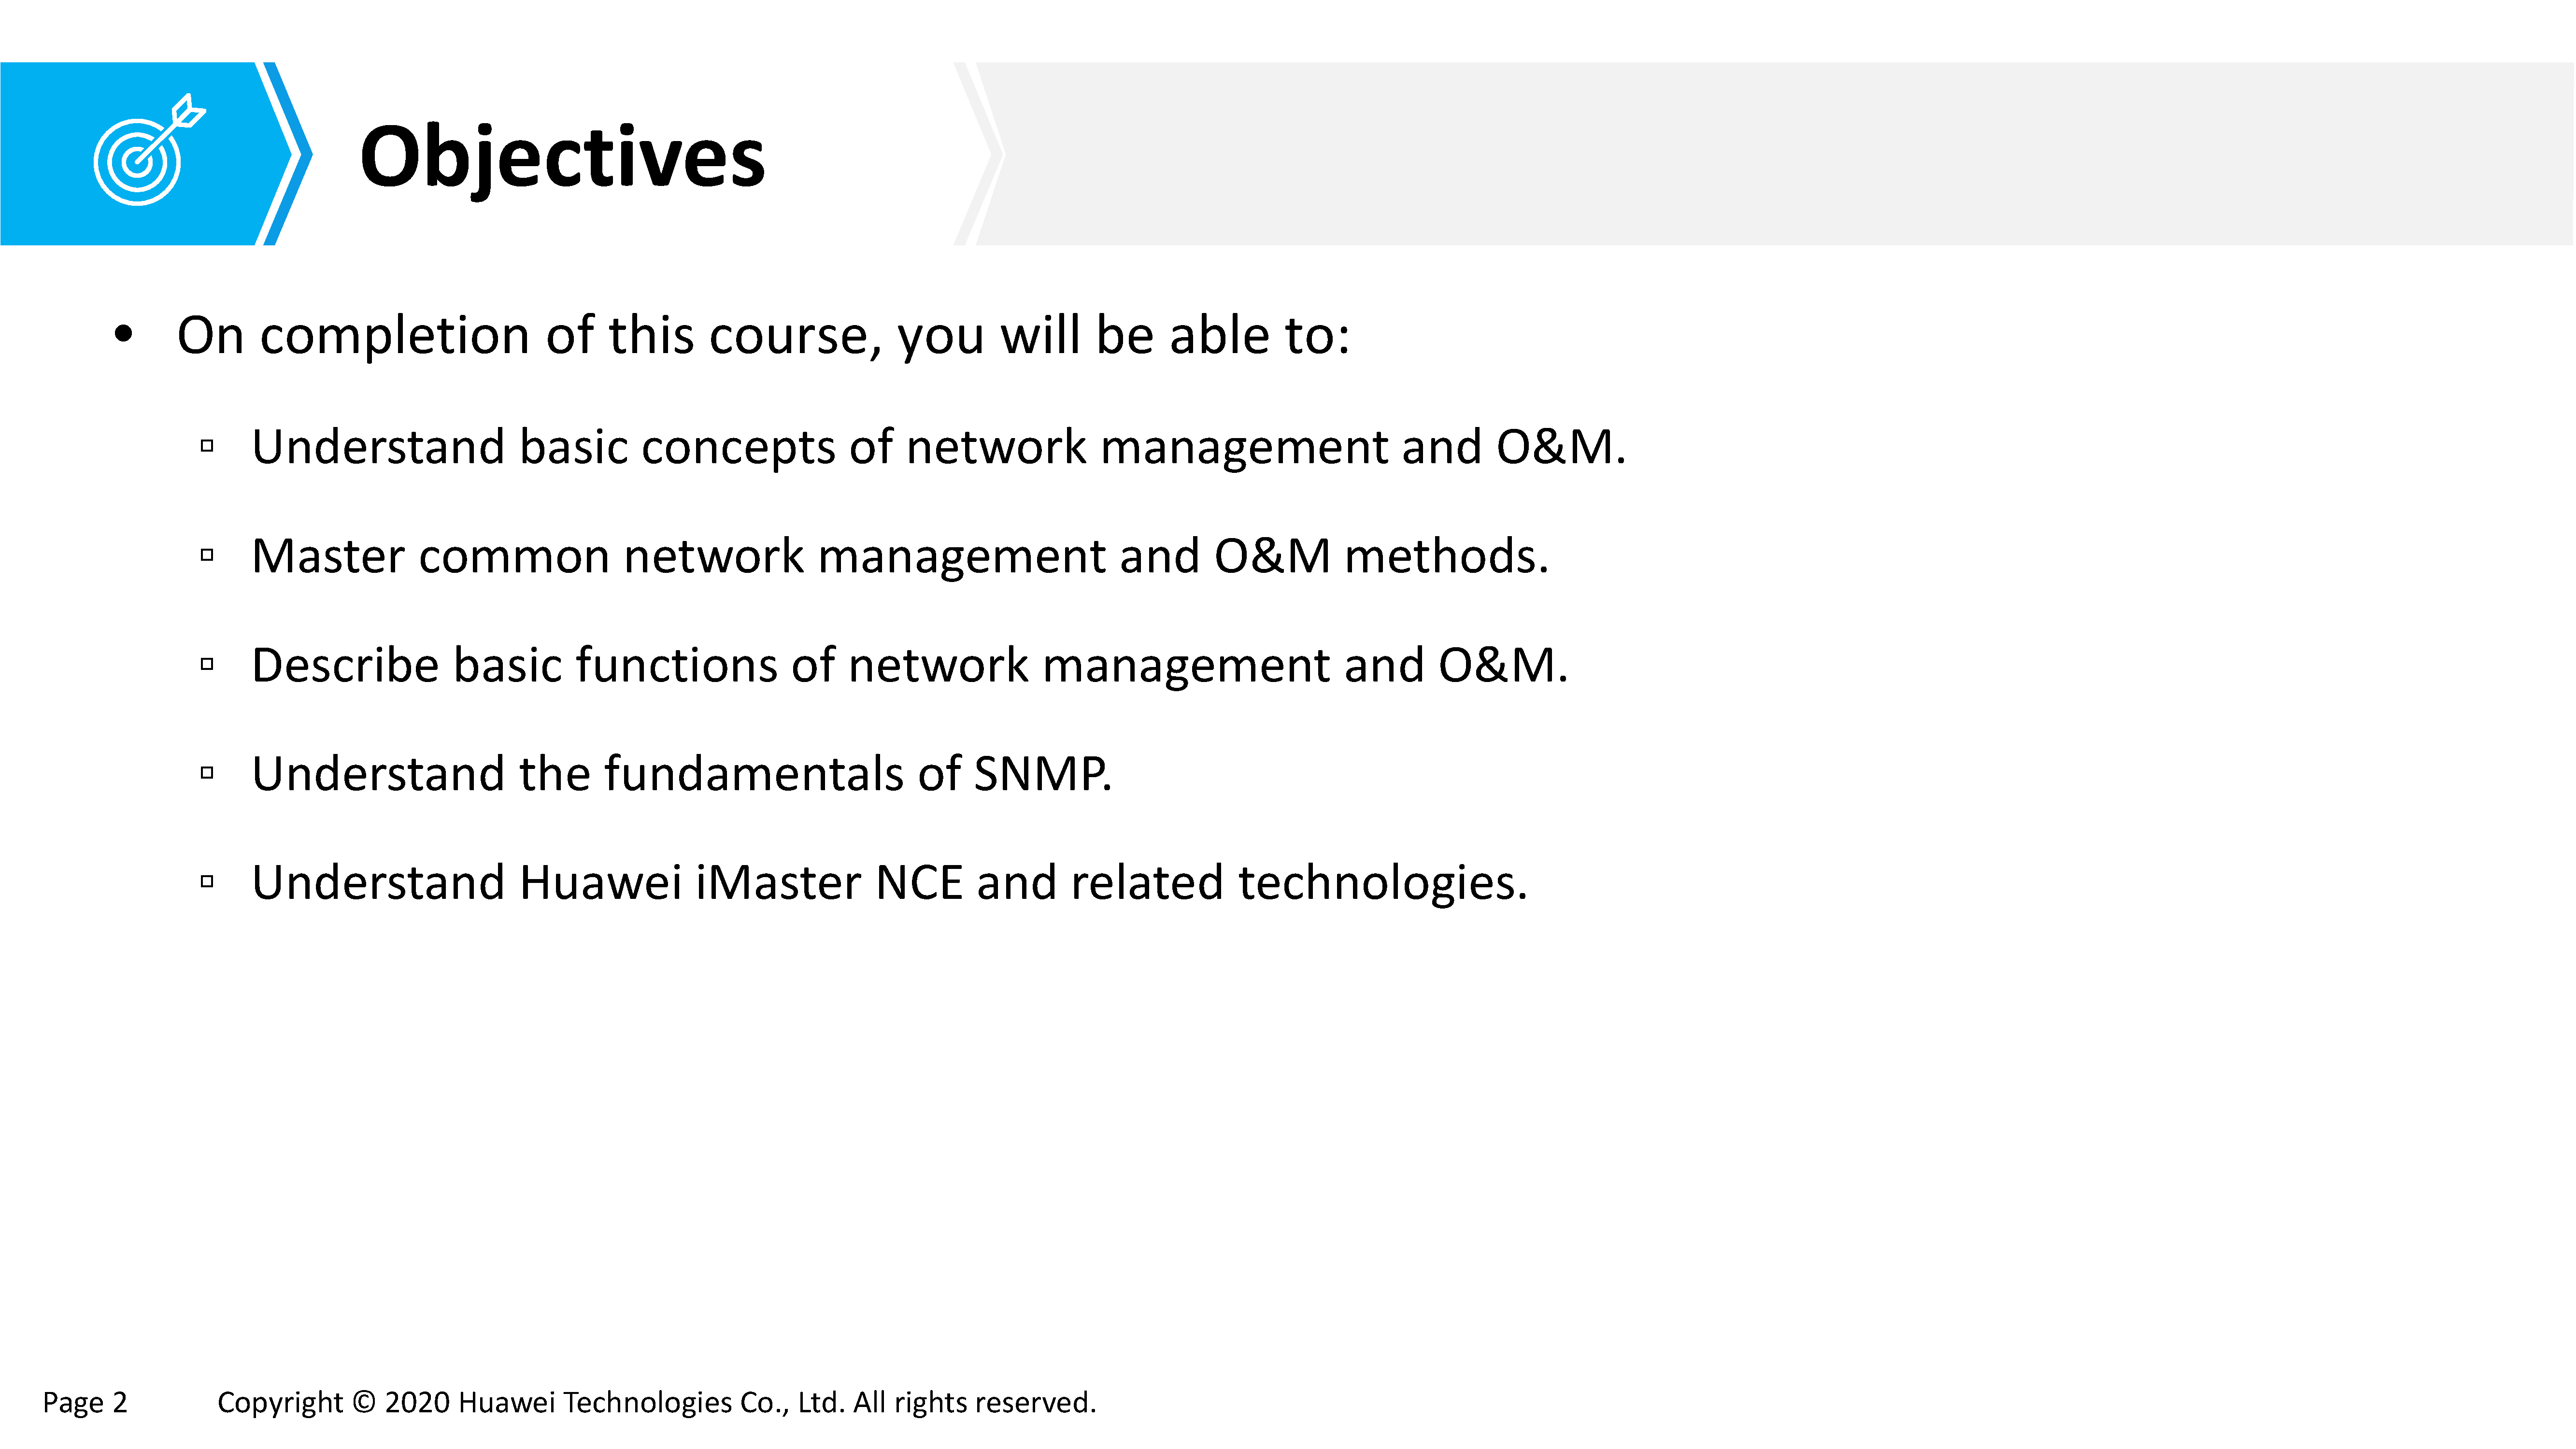 Objectives
• On completion of this course, you will be able to:
▫ Understand basic concepts of network management and O&M.
▫ Master common network management and O&M methods.
▫ Describe basic functions of network management and O&M.
▫ Understand the fundamentals of SNMP.
▫ Understand Huawei iMaster NCE and related technologies.
Page 2 Copyright © 2020 Huawei Technologies Co., Ltd. All rights reserved.